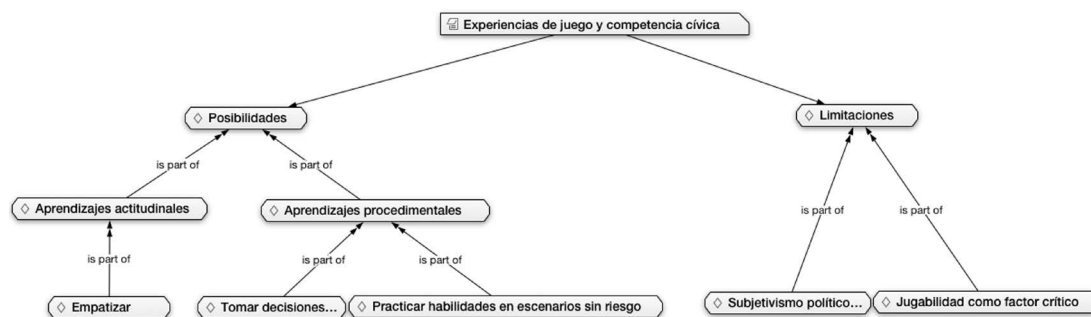 Experiencias de juego y competencia cívica
Posibilidades
Limitaciones
is part of
is part of
Aprendizajes actitudinales
Aprendizajes procedimentales
is part of
is part of
is part of
is part of
is part of
Empatizar
Tomar decisiones...
Practicar habilidades en escenarios sin riesgo
Subjetivismo político...
Jugabilidad como factor crítico